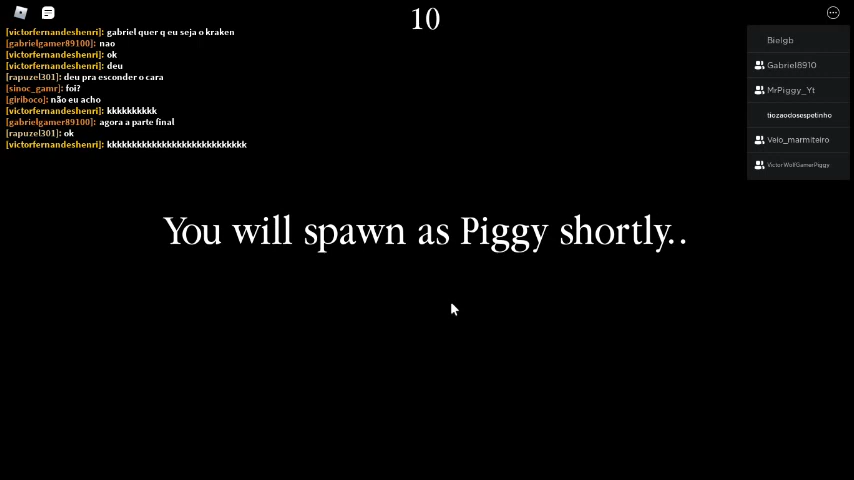 10
[victorfernandeshenri]: gabriel quer q eu seja o kraken
[gabrielgamer89100]: nao
[victorfernandeshenri]: ok
[victorfernandeshenri]: deu
[rapuzel301]: deu pra esconder o cara
[sinoc_gamr]: foi?
[giriboco]: não eu acho
[victorfernandeshenri]: kkkkkkkkkk
[gabrielgamer89100]: agora a parte final
[rapuzel301]: ok
[victorfernandeshenri]: kkkkkkkkkkkkkkkkkkkkkkkkkkkk
Bielgb
Gabriel8910
MrPiggy_Yt
tiozaodosespetinho
Veio_marmiteiro
VictorWolfGamerPiggy
You will spawn as Piggy shortly..